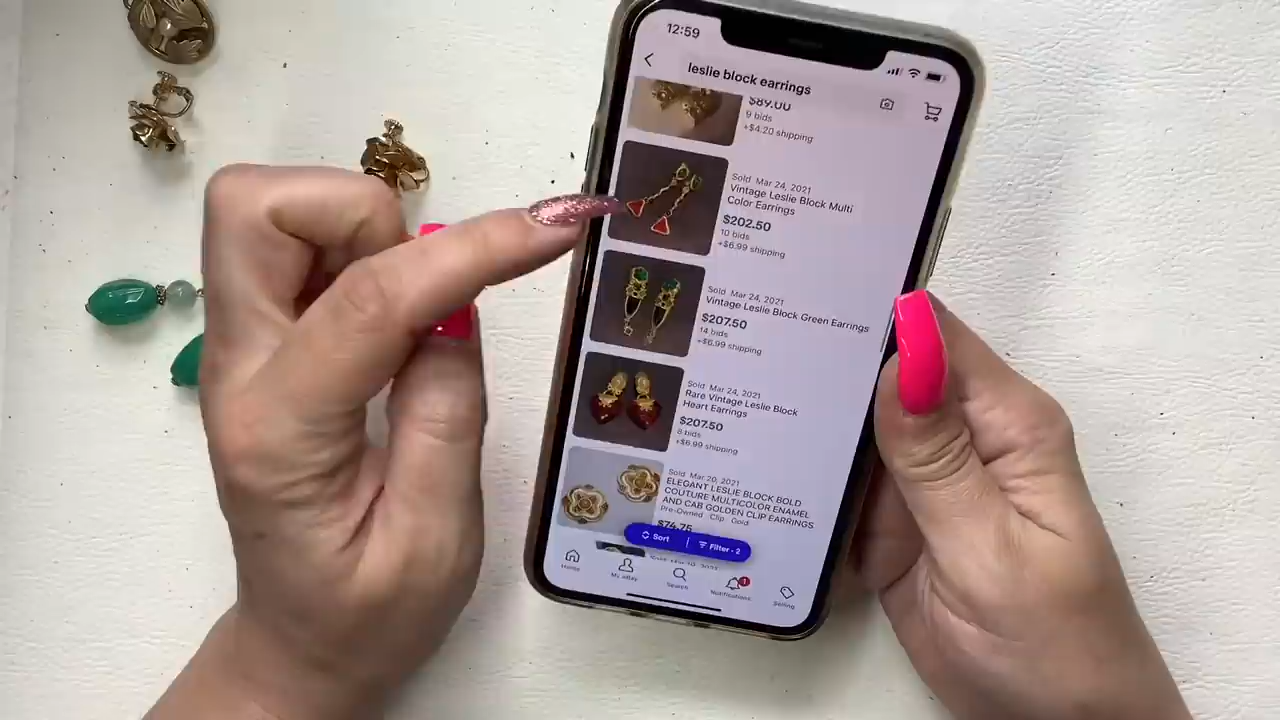 12:59
leslie block earrings
$89.00
9 bids
+$4.20 shipping
Sold Mar 24, 2021
Vintage Leslie Block Multi
Color Earrings
$202.50
10 bids
+$6.99 shipping
Sold Mar 24, 2021
Vintage Leslie Block Green Earrings
$207.50
14 bids
+$6.99 shipping
Sold Mar 24, 2021
Rare Vintage Leslie Block
Heart Earrings
$207.50
8 bids
+$6.99 shipping
Sold Mar 20, 2021
ELEGANT LESLIE BLOCK BOLD
COUTURE MULTICOLOR ENAMEL
AND CAB GOLDEN CLIP EARRINGS
Pre-Owned · Clip · Gold
$74.75
Sort
Filter · 2
Home
My eBay
Search
1
Notifications
Selling